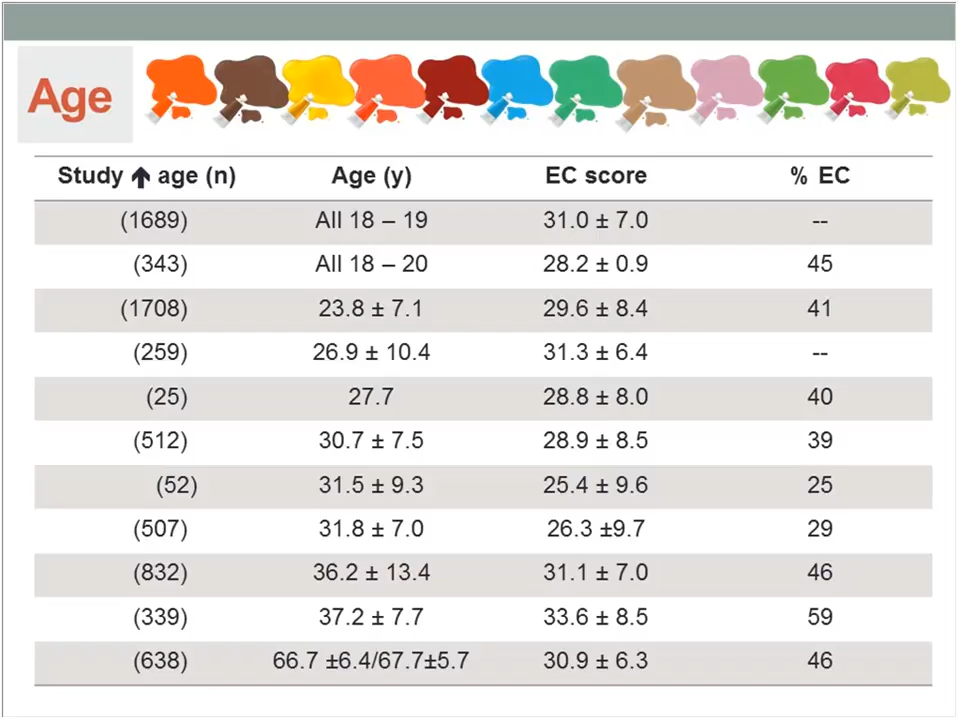 Age
Study ↑ age (n) Age (y) EC score % EC
(1689) All 18 – 19 31.0 ± 7.0 --
(343) All 18 – 20 28.2 ± 0.9 45
(1708) 23.8 ± 7.1 29.6 ± 8.4 41
(259) 26.9 ± 10.4 31.3 ± 6.4 --
(25) 27.7 28.8 ± 8.0 40
(512) 30.7 ± 7.5 28.9 ± 8.5 39
(52) 31.5 ± 9.3 25.4 ± 9.6 25
(507) 31.8 ± 7.0 26.3 ±9.7 29
(832) 36.2 ± 13.4 31.1 ± 7.0 46
(339) 37.2 ± 7.7 33.6 ± 8.5 59
(638) 66.7 ±6.4/67.7±5.7 30.9 ± 6.3 46